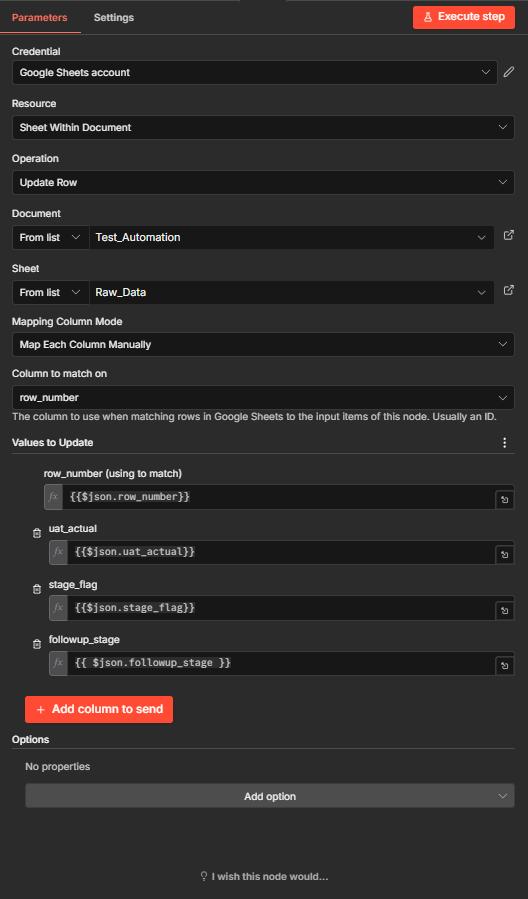 Parameters
Settings
Execute step
Credential
Google Sheets account
Resource
Sheet Within Document
Operation
Update Row
Document
From list
Test_Automation
Sheet
From list
Raw_Data
Mapping Column Mode
Map Each Column Manually
Column to match on
row_number
The column to use when matching rows in Google Sheets to the input items of this node. Usually an ID.
Values to Update
row_number (using to match)
fx {{$json.row_number}}
uat_actual
fx {{$json.uat_actual}}
stage_flag
fx {{$json.stage_flag}}
followup_stage
fx {{ $json.followup_stage }}
+ Add column to send
Options
No properties
Add option
I wish this node would...